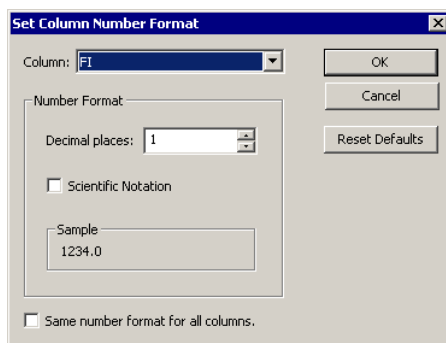 Set Column Number Format
Column: FI
OK
Cancel
Reset Defaults
Number Format
Decimal places: 1
Scientific Notation
Sample
1234.0
Same number format for all columns.